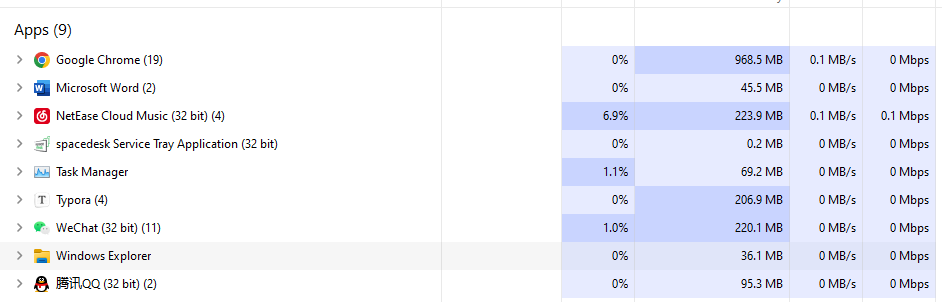 Apps (9)
Google Chrome (19) 0% 968.5 MB 0.1 MB/s 0 Mbps
Microsoft Word (2) 0% 45.5 MB 0 MB/s 0 Mbps
NetEase Cloud Music (32 bit) (4) 6.9% 223.9 MB 0.1 MB/s 0.1 Mbps
spacedesk Service Tray Application (32 bit) 0% 0.2 MB 0 MB/s 0 Mbps
Task Manager 1.1% 69.2 MB 0 MB/s 0 Mbps
Typora (4) 0% 206.9 MB 0 MB/s 0 Mbps
WeChat (32 bit) (11) 1.0% 220.1 MB 0 MB/s 0 Mbps
Windows Explorer 0% 36.1 MB 0 MB/s 0 Mbps
腾讯QQ (32 bit) (2) 0% 95.3 MB 0 MB/s 0 Mbps